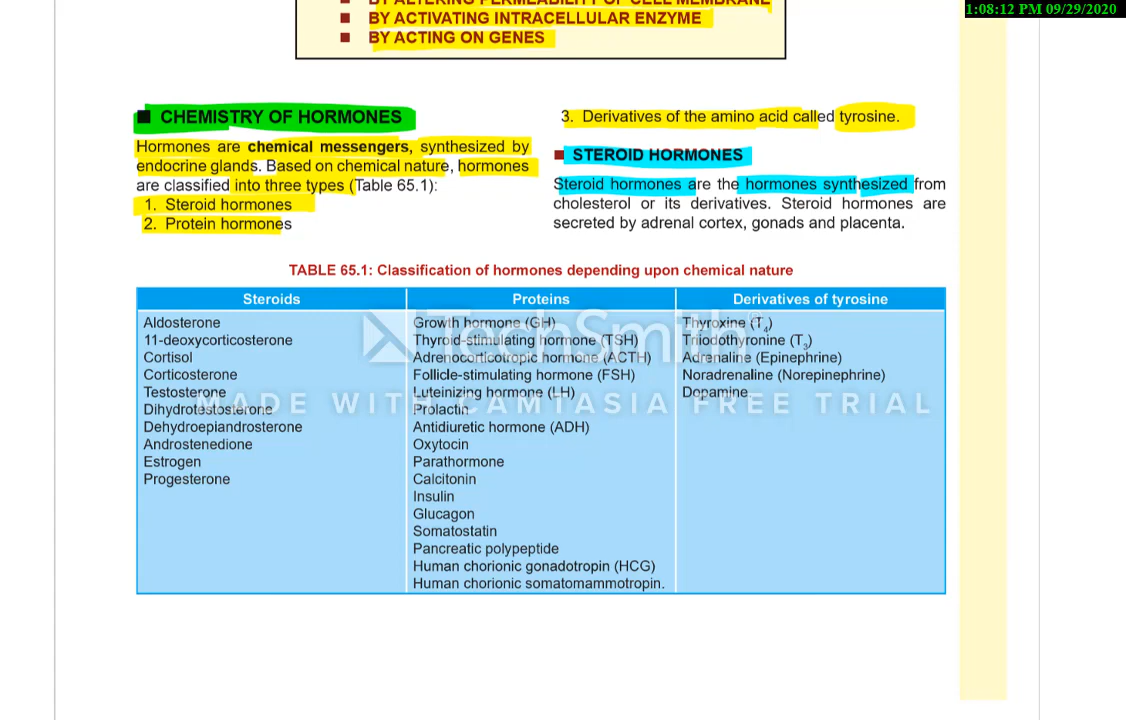 1:08:12 PM 09/29/2020
BY ALTERING PERMEABILITY OF CELL MEMBRANE
BY ACTIVATING INTRACELLULAR ENZYME
BY ACTING ON GENES
CHEMISTRY OF HORMONES
Hormones are chemical messengers, synthesized by
endocrine glands. Based on chemical nature, hormones
are classified into three types (Table 65.1):
1. Steroid hormones
2. Protein hormones
3. Derivatives of the amino acid called tyrosine.
STEROID HORMONES
Steroid hormones are the hormones synthesized from
cholesterol or its derivatives. Steroid hormones are
secreted by adrenal cortex, gonads and placenta.
TABLE 65.1: Classification of hormones depending upon chemical nature
Steroids
Aldosterone
11-deoxycorticosterone
Cortisol
Corticosterone
Testosterone
Dihydrotestosterone
Dehydroepiandrosterone
Androstenedione
Estrogen
Progesterone
Proteins
Growth hormone (GH)
Thyroid-stimulating hormone (TSH)
Adrenocorticotropic hormone (ACTH)
Follicle-stimulating hormone (FSH)
Luteinizing hormone (LH)
Prolactin
Antidiuretic hormone (ADH)
Oxytocin
Parathormone
Calcitonin
Insulin
Glucagon
Somatostatin
Pancreatic polypeptide
Human chorionic gonadotropin (HCG)
Human chorionic somatomammotropin.
Derivatives of tyrosine
Thyroxine (T4)
Triiodothyronine (T3)
Adrenaline (Epinephrine)
Noradrenaline (Norepinephrine)
Dopamine.
TechSmith
MADE WITH CAMTASIA FREE TRIAL